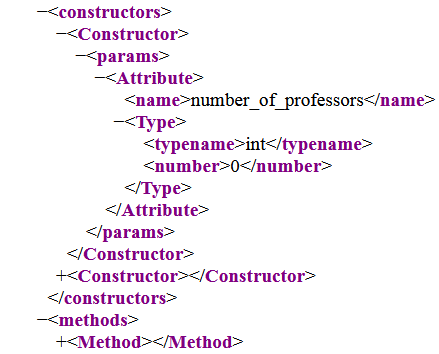 −<constructors>
−<Constructor>
−<params>
−<Attribute>
<name>number_of_professors</name>
−<Type>
<typename>int</typename>
<number>0</number>
</Type>
</Attribute>
</params>
</Constructor>
+<Constructor></Constructor>
</constructors>
−<methods>
+<Method></Method>